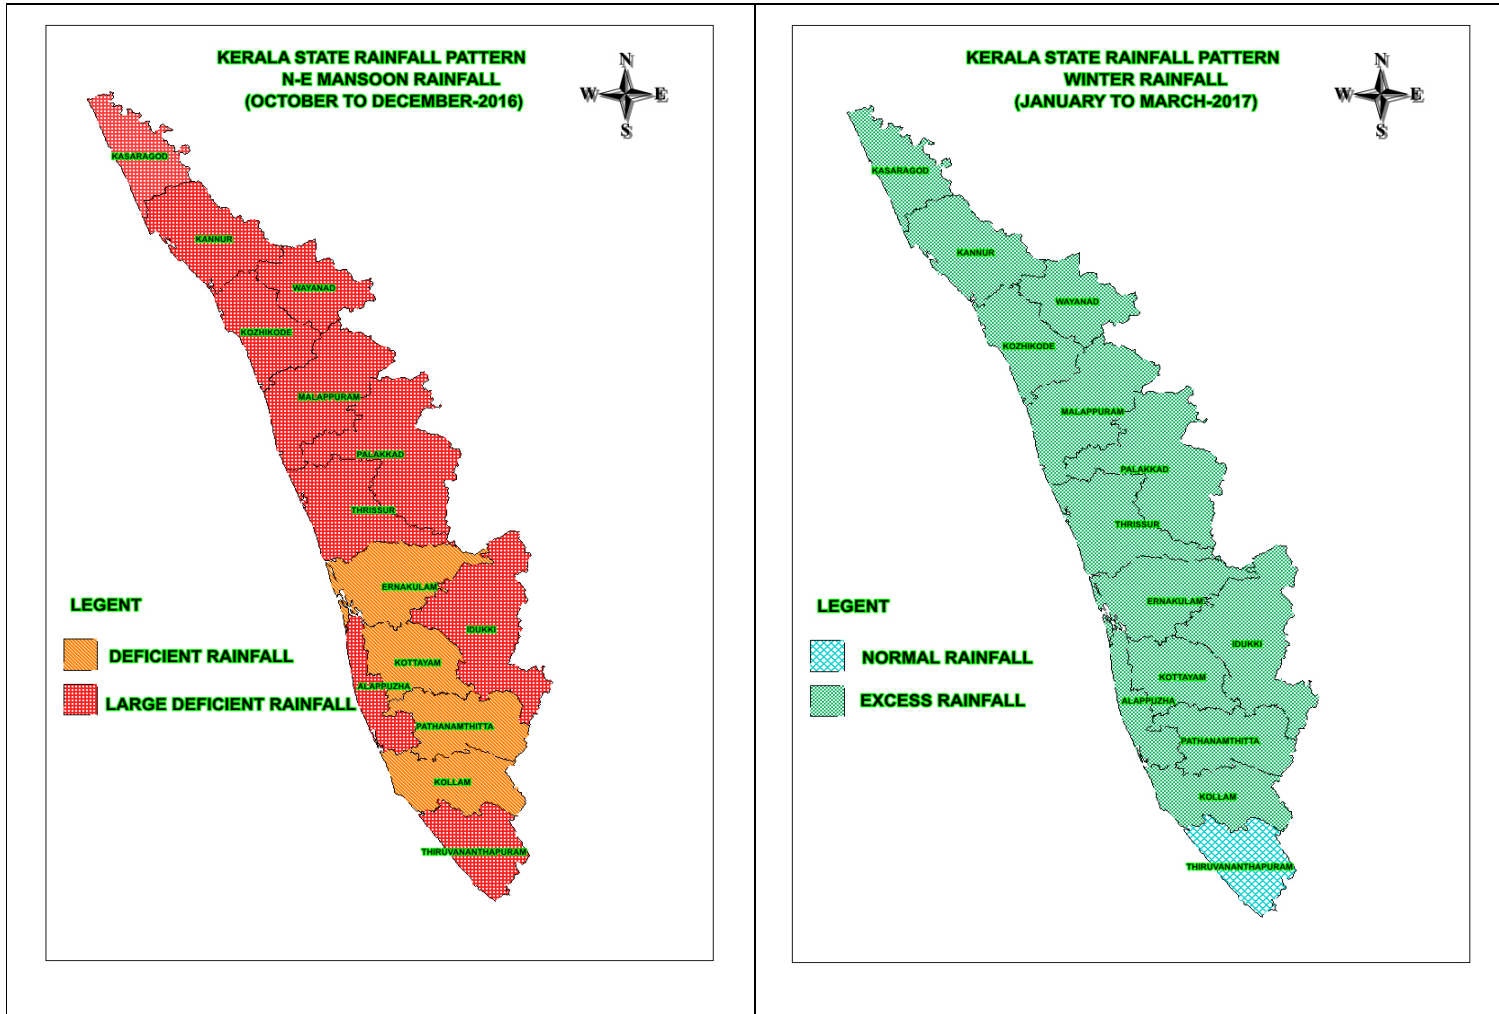 KERALA STATE RAINFALL PATTERN
N-E MANSOON RAINFALL
(OCTOBER TO DECEMBER-2016)
N
W
E
S
KASARAGOD
KANNUR
WAYANAD
KOZHIKODE
MALAPPURAM
PALAKKAD
THRISSUR
ERNAKULAM
IDUKKI
KOTTAYAM
ALAPPUZHA
PATHANAMTHITTA
KOLLAM
THIRUVANANTHAPURAM
LEGENT
DEFICIENT RAINFALL
LARGE DEFICIENT RAINFALL
KERALA STATE RAINFALL PATTERN
WINTER RAINFALL
(JANUARY TO MARCH-2017)
N
W
E
S
KASARAGOD
KANNUR
WAYANAD
KOZHIKODE
MALAPPURAM
PALAKKAD
THRISSUR
ERNAKULAM
IDUKKI
KOTTAYAM
ALAPPUZHA
PATHANAMTHITTA
KOLLAM
THIRUVANANTHAPURAM
LEGENT
NORMAL RAINFALL
EXCESS RAINFALL